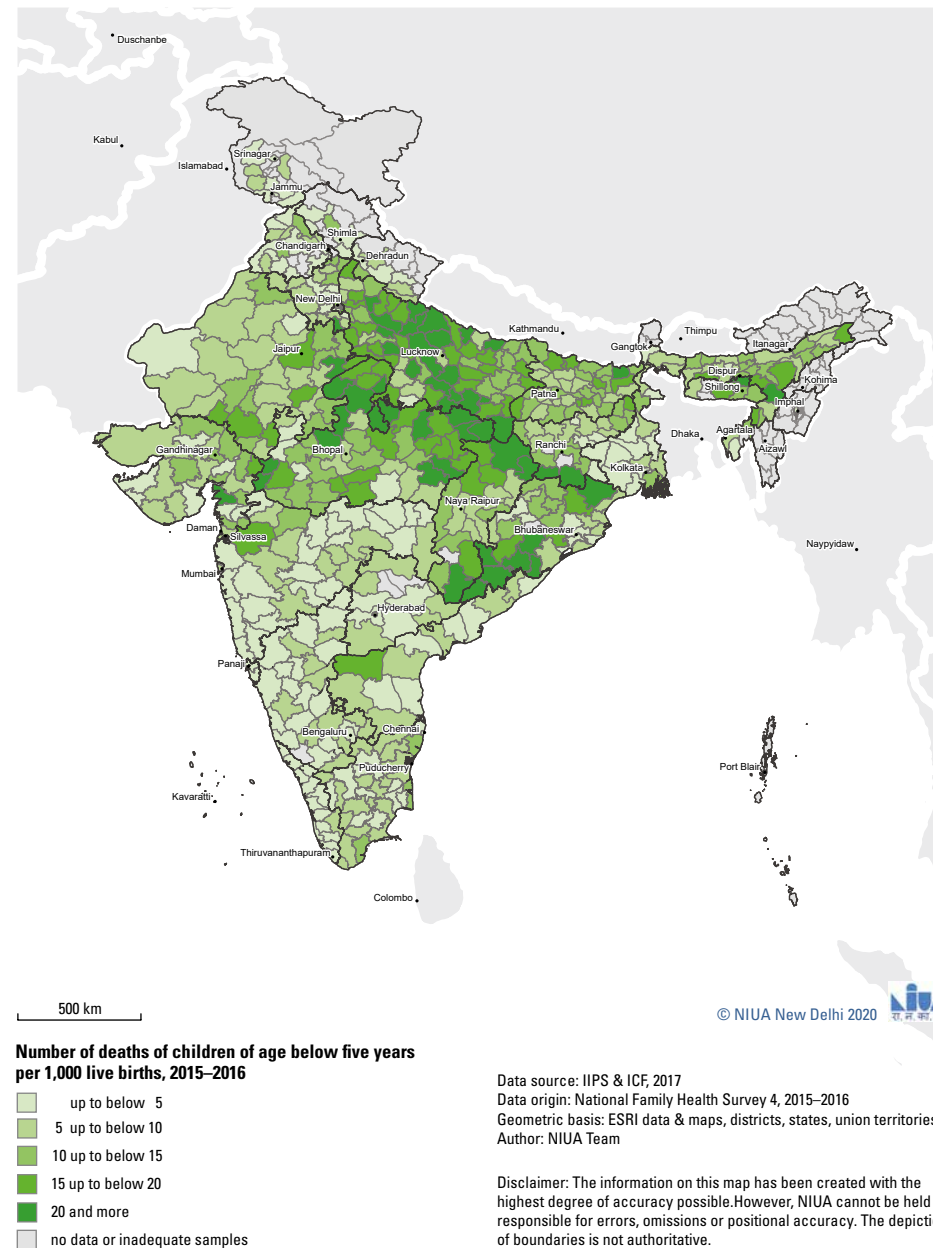 Duschanbe
Kabul
Srinagar
Islamabad
Jammu
Shimla
Chandigarh
Dehradun
New Delhi
Kathmandu
Thimpu
Gangtok
Itanagar
Jaipur
Lucknow
Dispur
Kohima
Shillong
Patna
Imphal
Dhaka
Agartala
Aizawl
Gandhinagar
Bhopal
Ranchi
Kolkata
Naya Raipur
Daman
Silvassa
Bhubaneswar
Naypyidaw
Mumbai
Hyderabad
Panaji
Bengaluru
Chennai
Puducherry
Port Blair
Kavaratti
Thiruvananthapuram
Colombo
500 km
© NIUA New Delhi 2020
NIU
रा. न. का.
Number of deaths of children of age below five years
per 1,000 live births, 2015–2016
up to below 5
5 up to below 10
10 up to below 15
15 up to below 20
20 and more
no data or inadequate samples
Data source: IIPS & ICF, 2017
Data origin: National Family Health Survey 4, 2015–2016
Geometric basis: ESRI data & maps, districts, states, union territories
Author: NIUA Team
Disclaimer: The information on this map has been created with the
highest degree of accuracy possible.However, NIUA cannot be held
responsible for errors, omissions or positional accuracy. The depicti
of boundaries is not authoritative.